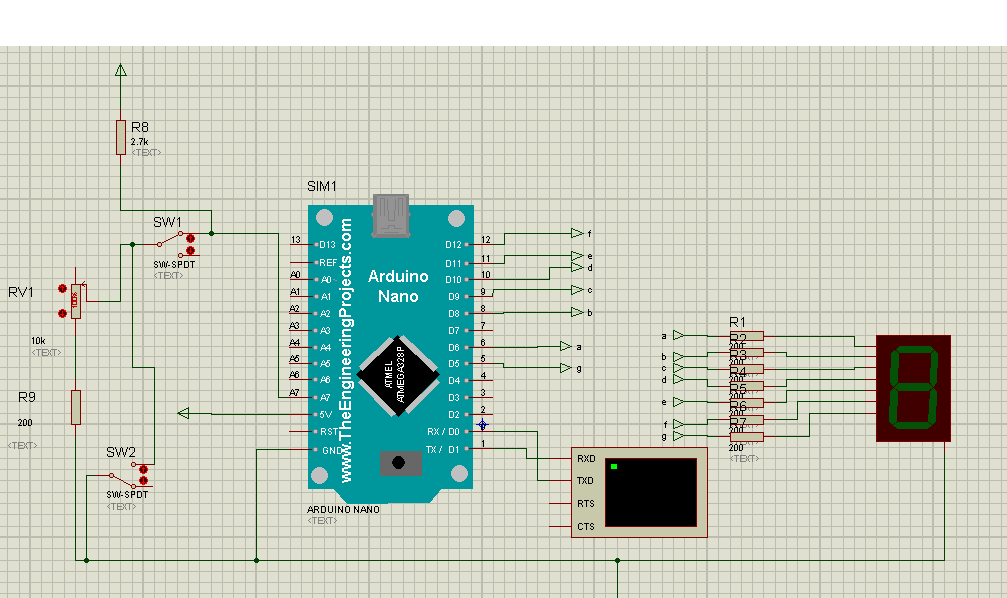 R8
2.7k
<TEXT>
SW1
SW-SPDT
<TEXT>
RV1
100%
10k
<TEXT>
R9
200
<TEXT>
SW2
SW-SPDT
<TEXT>
SIM1
www.TheEngineeringProjects.com
Arduino
Nano
ATMEL
ATMEGA328P
13 D13
REF
A0 A0
A1 A1
A2 A2
A3 A3
A4 A4
A5 A5
A6 A6
A7 A7
5V
RST
GND
D12 12
D11 11
D10 10
D9 9
D8 8
D7 7
D6 6
D5 5
D4 4
D3 3
D2 2
RX / D0
TX / D1 1
ARDUINO NANO
<TEXT>
f
e
d
c
b
a
g
RXD
TXD
RTS
CTS
a
b
c
d
e
f
g
R1
R2
200
R3
200
R4
200
R5
200
R6
200
R7
200
200
<TEXT>